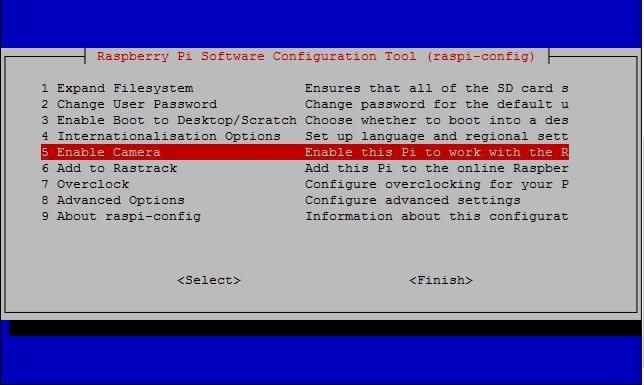 Raspberry Pi Software Configuration Tool (raspi-config)
1 Expand Filesystem Ensures that all of the SD card s
2 Change User Password Change password for the default u
3 Enable Boot to Desktop/Scratch Choose whether to boot into a des
4 Internationalisation Options Set up language and regional sett
5 Enable Camera Enable this Pi to work with the R
6 Add to Rastrack Add this Pi to the online Raspber
7 Overclock Configure overclocking for your P
8 Advanced Options Configure advanced settings
9 About raspi-config Information about this configurat
<Select> <Finish>